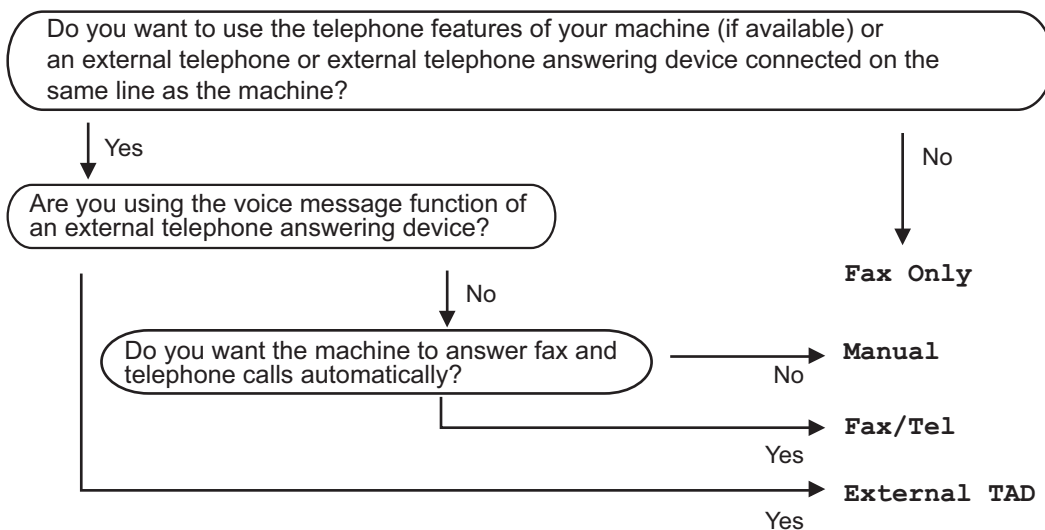 Do you want to use the telephone features of your machine (if available) or
an external telephone or external telephone answering device connected on the
same line as the machine?
Yes
No
Are you using the voice message function of
an external telephone answering device?
Fax Only
No
Do you want the machine to answer fax and
telephone calls automatically?
Manual
No
Fax/Tel
Yes
External TAD
Yes